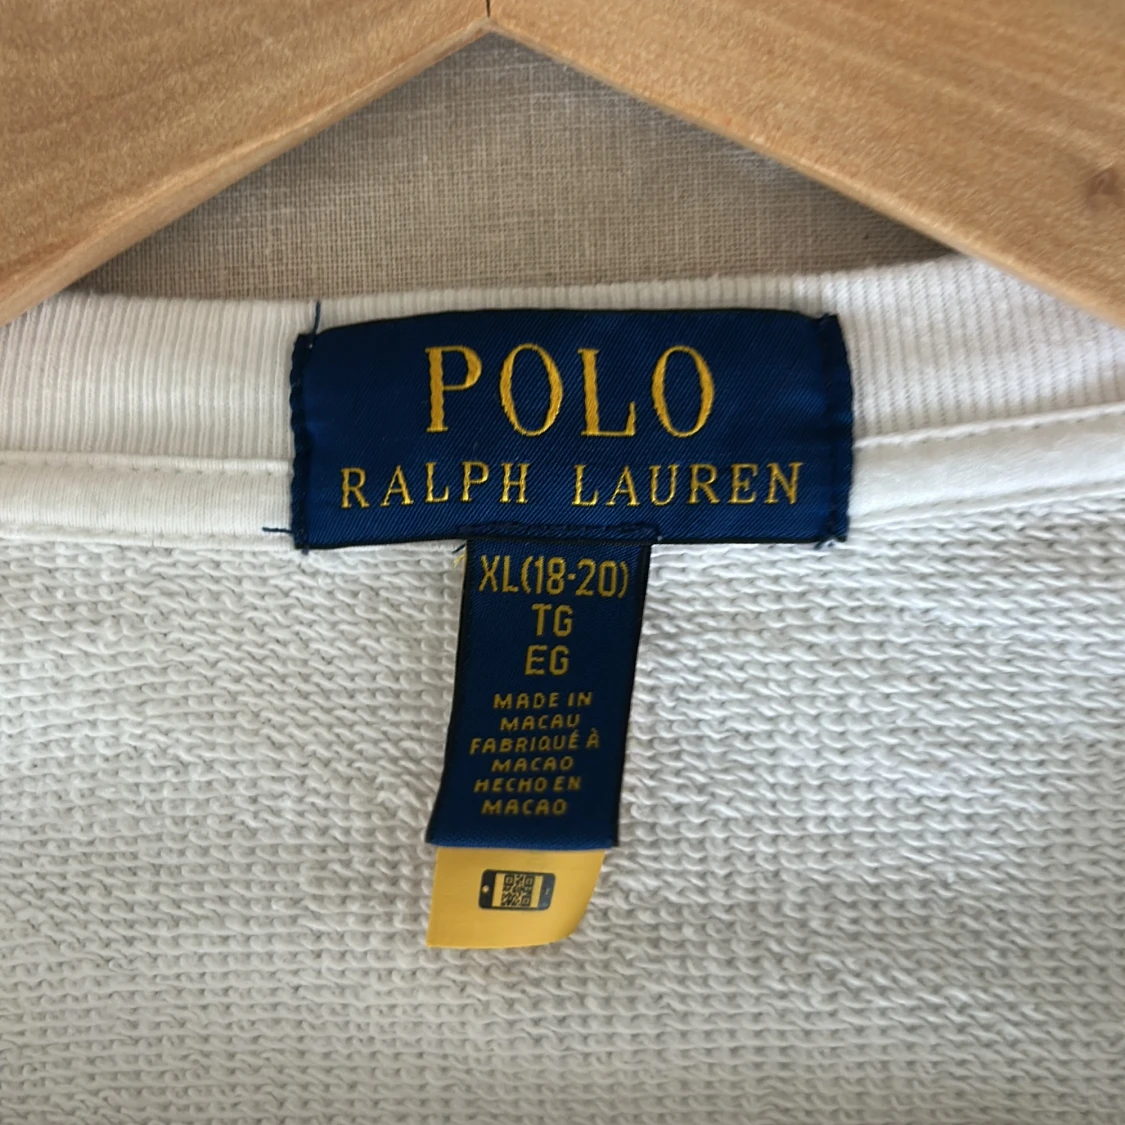 POLO
RALPH LAUREN
XL(18-20)
TG
EG
MADE IN
MACAU
FABRIQUÉ À
MACAO
HECHO EN
MACAO